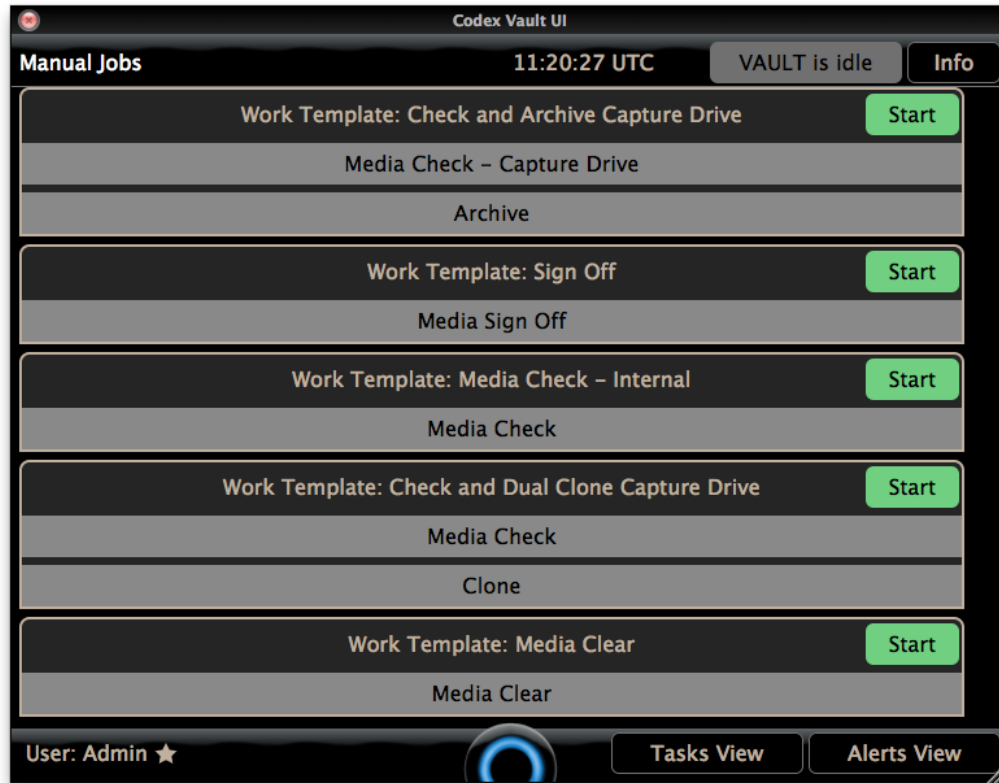 Codex Vault UI
Manual Jobs 11:20:27 UTC VAULT is idle Info
Work Template: Check and Archive Capture Drive Start
Media Check – Capture Drive
Archive
Work Template: Sign Off Start
Media Sign Off
Work Template: Media Check – Internal Start
Media Check
Work Template: Check and Dual Clone Capture Drive Start
Media Check
Clone
Work Template: Media Clear Start
Media Clear
User: Admin ★ Tasks View Alerts View